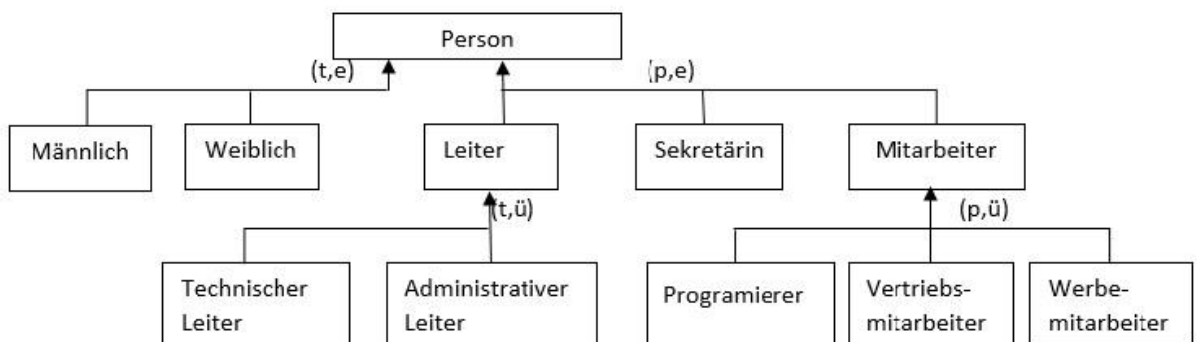 Person
(t,e)
(p,e)
Männlich
Weiblich
Leiter
Sekretärin
Mitarbeiter
(t,ü)
(p,ü)
Technischer
Leiter
Administrativer
Leiter
Programierer
Vertriebs-
mitarbeiter
Werbe-
mitarbeiter